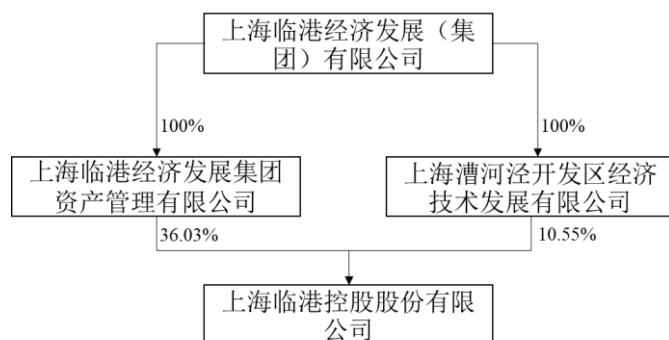 上海临港经济发展（集
团）有限公司
100%
100%
上海临港经济发展集团
资产管理有限公司
上海漕河泾开发区经济
技术发展有限公司
36.03%
10.55%
上海临港控股股份有限
公司